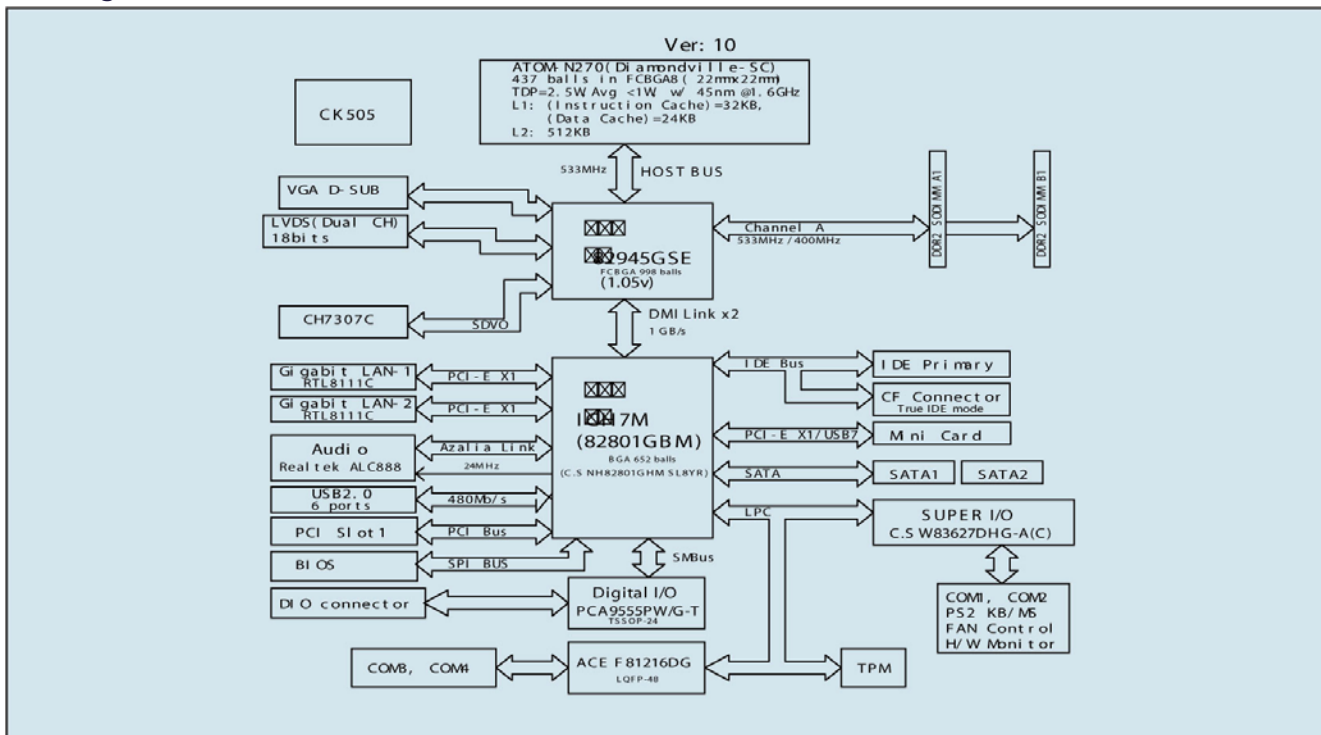 Ver: 10
ATOM-N270(Diamondville-SC)
437 balls in FCBGA8( 22mmx22mm)
TDP=2.5W, Avg <1W, w/ 45nm @1.6GHz
L1: (Instruction Cache) =32KB,
(Data Cache) =24KB
L2: 512KB
CK505
533MHz
HOST BUS
VGA D-SUB
LVDS(Dual CH)
18bits
82945GSE
FCBGA 998 balls
(1.05v)
Channel A
533MHz / 400MHz
DDR2 SODIMM A1
DDR2 SODIMM B1
CH7307C
SDVO
DMI Link x2
1 GB/s
Gigabit LAN-1
RTL8111C
PCI-E X1
Gigabit LAN-2
RTL8111C
PCI-E X1
Audio
Realtek ALC888
Azalia Link
24MHz
USB2.0
6 ports
480Mb/s
PCI Slot1
PCI Bus
BIOS
SPI BUS
ICH7M
(82801GBM)
BGA 652 balls
(C.S NH82801GHM SL8YR)
IDE Bus
IDE Primary
CF Connector
True IDE mode
PCI-E X1/USB7
Mini Card
SATA
SATA1
SATA2
LPC
SUPER I/O
C.S W83627DHG-A(C)
SMBus
DIO connector
Digital I/O
PCA9555PW/G-T
TSSOP-24
COM1, COM2
PS2 KB/MS
FAN Control
H/W Monitor
COM3, COM4
ACE F81216DG
LQFP-48
TPM